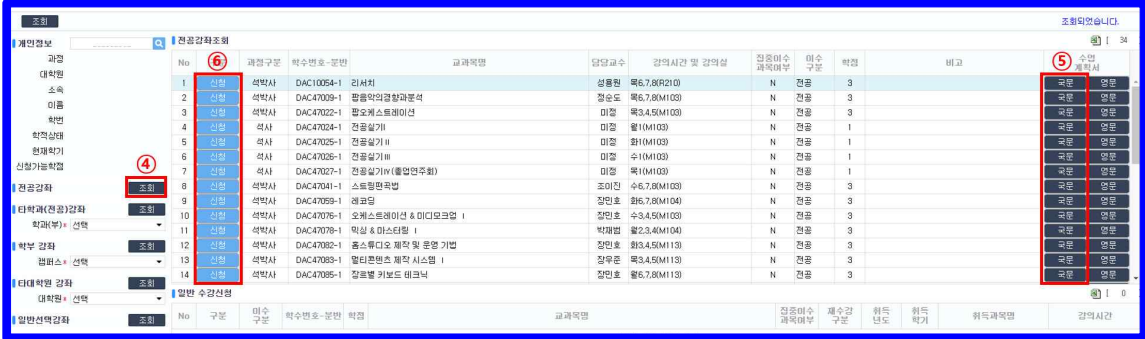 조회 조회되었습니다.
개인정보 전공강좌조회 [ 34
과정
대학원
소속
이름
학번
학적상태
현재학기
신청가능학점
④
전공강좌 조회
타학과(전공)강좌 조회
학과(부)* 선택
학부 강좌 조회
캠퍼스* 선택
타대학원 강좌 조회
대학원* 선택
일반선택강좌 조회
No ⑥ 과정구분 학수번호-분반 교과목명 담당교수 강의시간 및 강의실 집중이수과목여부 이수구분 학점 비고 ⑤ 수업계획서
1 신청 석박사 DAC10054-1 리서치 성용원 목6,7,8(R210) N 전공 3 국문 영문
2 신청 석박사 DAC47009-1 팝음악의경향과분석 정순도 목6,7,8(M103) N 전공 3 국문 영문
3 신청 석박사 DAC47022-1 팝오케스트레이션 미정 목3,4,5(M103) N 전공 3 국문 영문
4 신청 석사 DAC47024-1 전공실기I 미정 월1(M103) N 전공 1 국문 영문
5 신청 석사 DAC47025-1 전공실기II 미정 화1(M103) N 전공 1 국문 영문
6 신청 석사 DAC47026-1 전공실기III 미정 수1(M103) N 전공 1 국문 영문
7 신청 석사 DAC47027-1 전공실기IV(졸업연주회) 미정 목1(M103) N 전공 1 국문 영문
8 신청 석박사 DAC47041-1 스트링편곡법 조이진 수6,7,8(M103) N 전공 3 국문 영문
9 신청 석박사 DAC47059-1 레코딩 장민호 화6,7,8(M104) N 전공 3 국문 영문
10 신청 석박사 DAC47076-1 오케스트레이션 & 미디모크업 I 장민호 수3,4,5(M103) N 전공 3 국문 영문
11 신청 석박사 DAC47078-1 믹싱 & 마스터링 I 박재범 월2,3,4(M104) N 전공 3 국문 영문
12 신청 석박사 DAC47082-1 홈스튜디오 제작 및 운영 기법 장민호 화3,4,5(M113) N 전공 3 국문 영문
13 신청 석박사 DAC47083-1 멀티콘텐츠 제작 시스템 I 장우준 목3,4,5(M113) N 전공 3 국문 영문
14 신청 석박사 DAC47085-1 장르별 키보드 테크닉 장민호 월6,7,8(M113) N 전공 3 국문 영문
일반 수강신청 [ 0
No 구분 이수구분 학수번호-분반 학점 교과목명 집중이수과목여부 재수강구분 취득년도 취득학기 취득과목명 강의시간